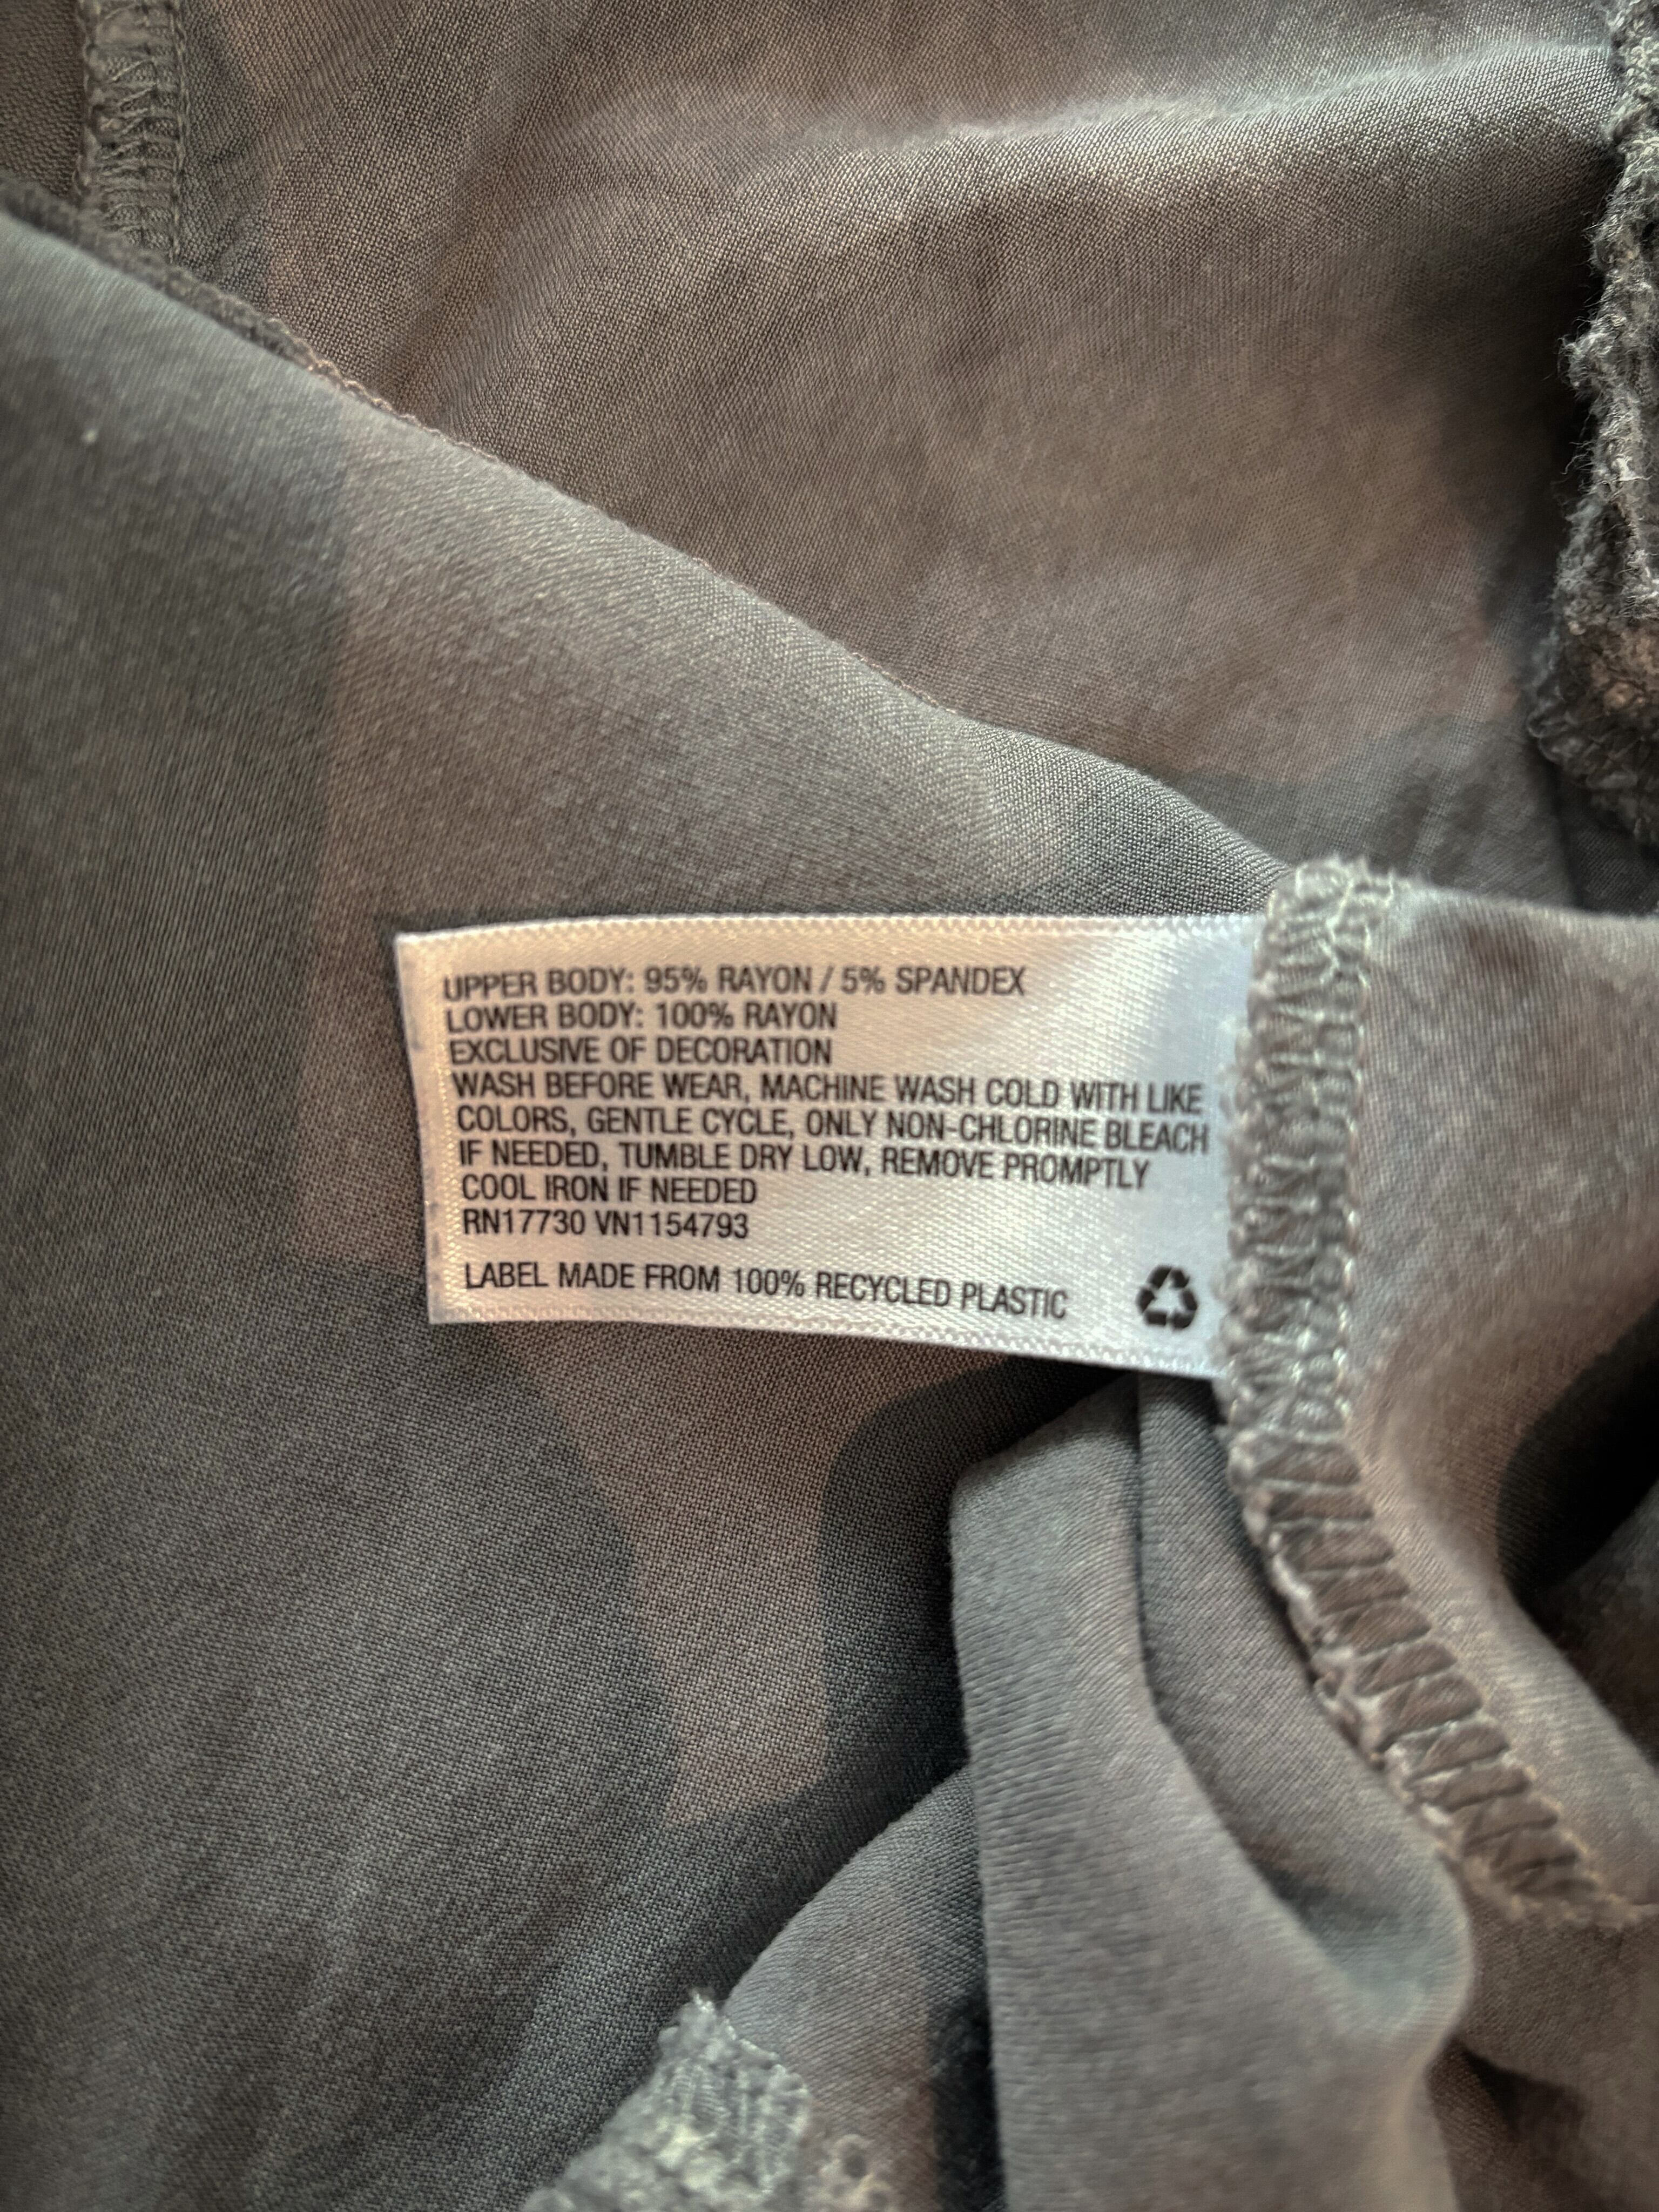 UPPER BODY: 95% RAYON / 5% SPANDEX
LOWER BODY: 100% RAYON
EXCLUSIVE OF DECORATION
WASH BEFORE WEAR, MACHINE WASH COLD WITH LIKE
COLORS, GENTLE CYCLE, ONLY NON-CHLORINE BLEACH
IF NEEDED, TUMBLE DRY LOW, REMOVE PROMPTLY
COOL IRON IF NEEDED
RN17730 VN1154793
LABEL MADE FROM 100% RECYCLED PLASTIC